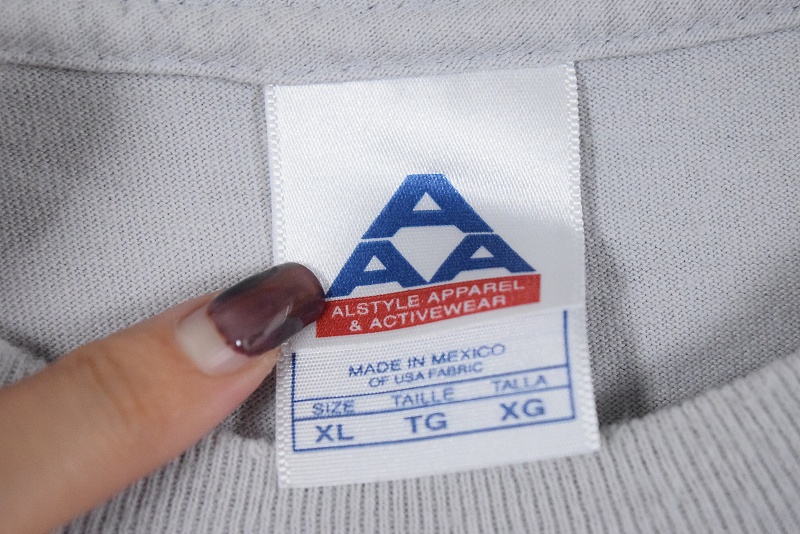 AAA
ALSTYLE APPAREL
& ACTIVEWEAR
MADE IN MEXICO
OF USA FABRIC
SIZE TAILLE TALLA
XL TG XG